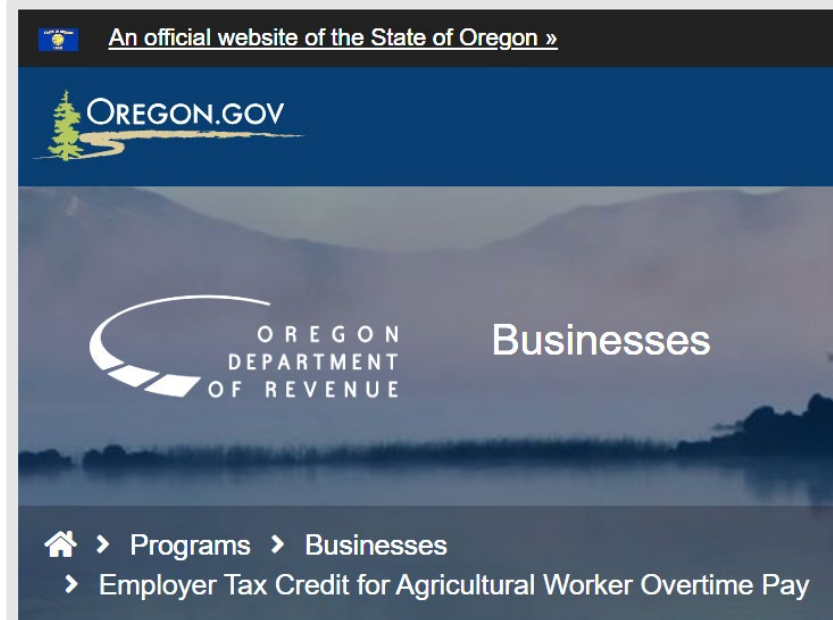 An official website of the State of Oregon »
OREGON.GOV
OREGON
DEPARTMENT
OF REVENUE
Businesses
Programs > Businesses
> Employer Tax Credit for Agricultural Worker Overtime Pay